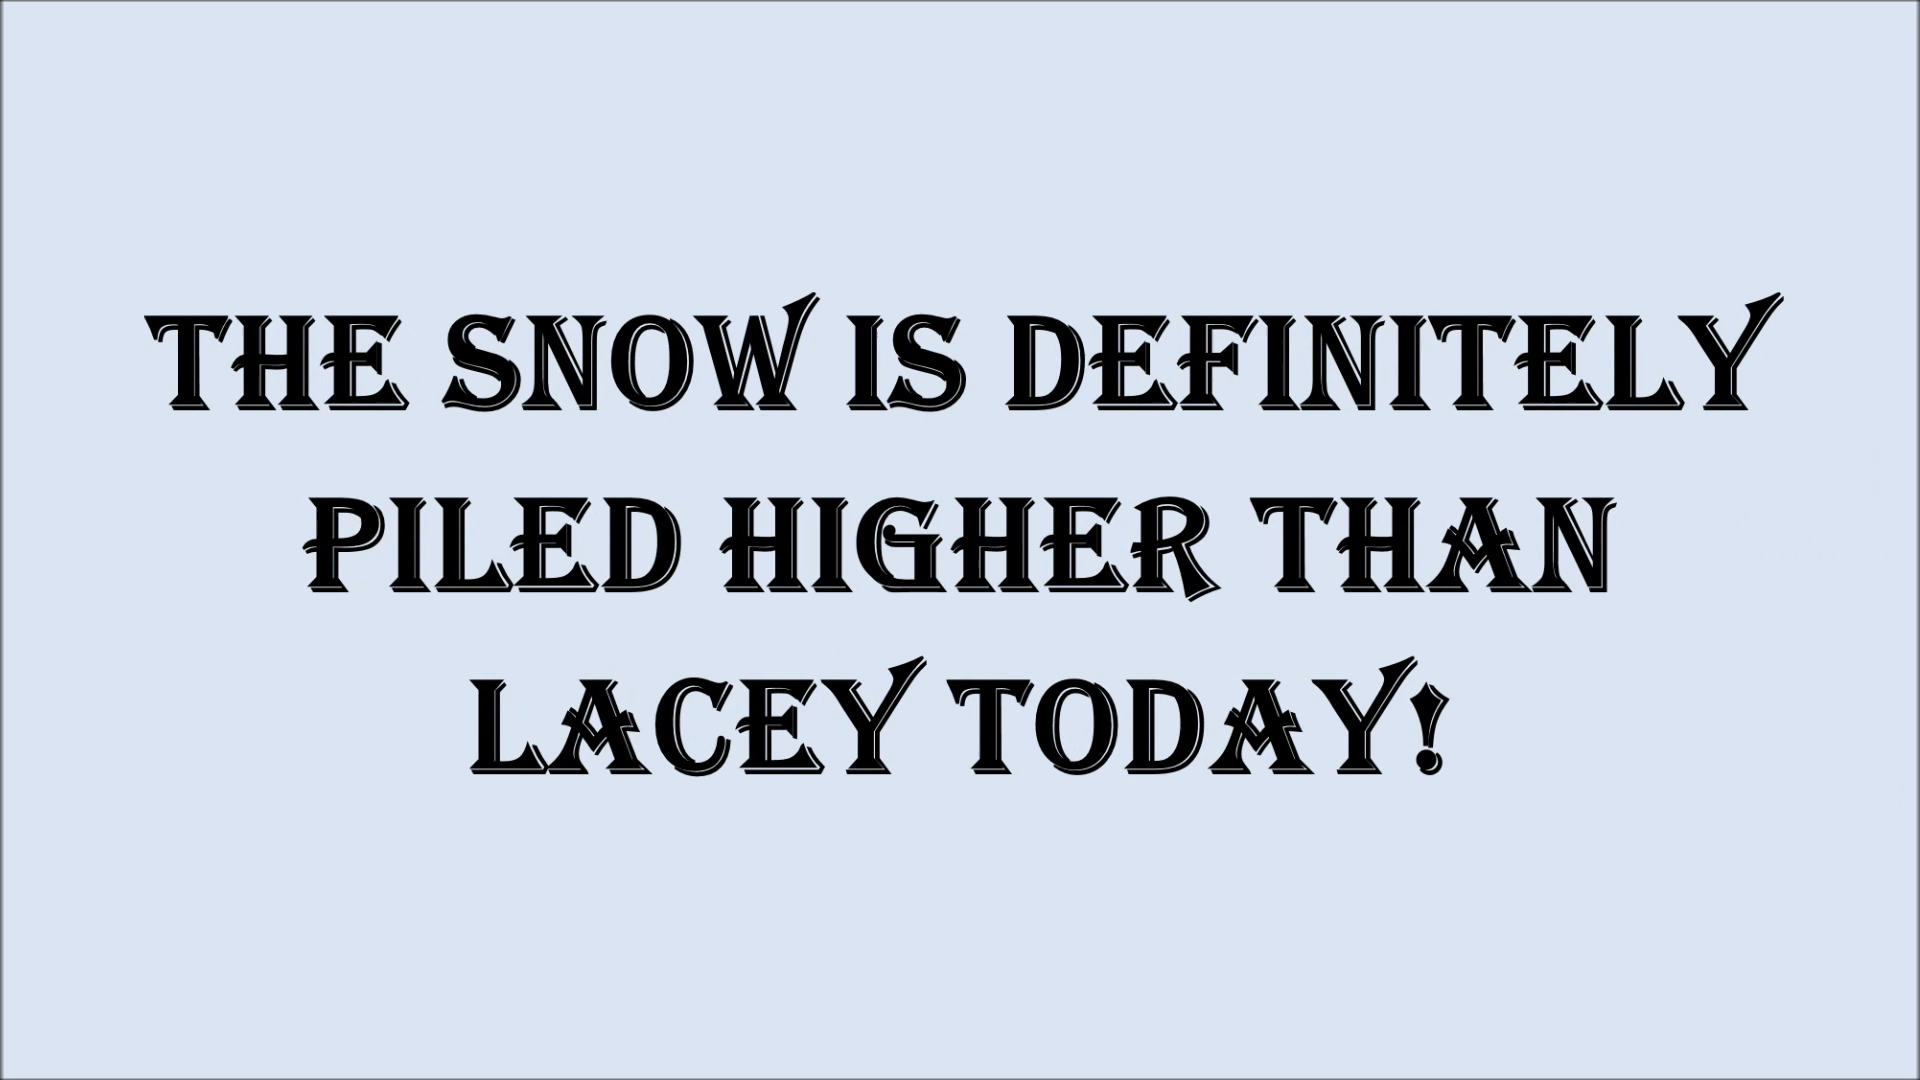 THE SNOW IS DEFINITELY
PILED HIGHER THAN
LACEY TODAY!